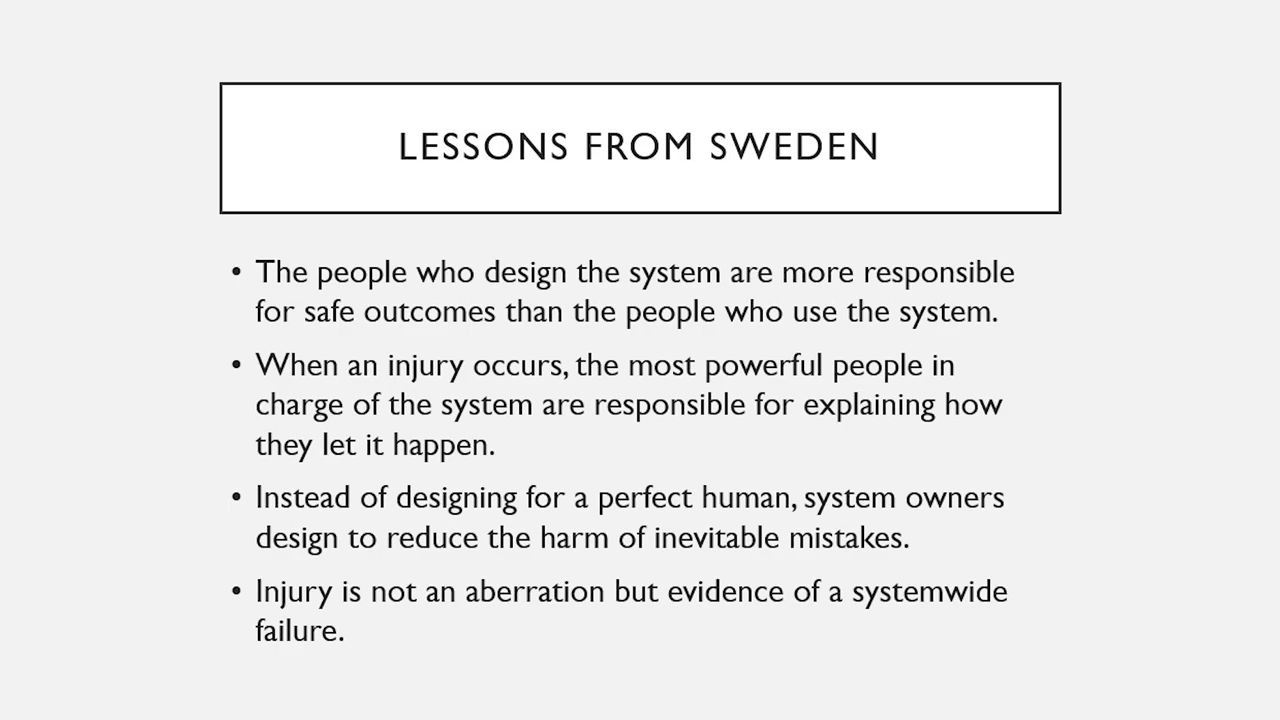 LESSONS FROM SWEDEN
• The people who design the system are more responsible
for safe outcomes than the people who use the system.
• When an injury occurs, the most powerful people in
charge of the system are responsible for explaining how
they let it happen.
• Instead of designing for a perfect human, system owners
design to reduce the harm of inevitable mistakes.
• Injury is not an aberration but evidence of a systemwide
failure.